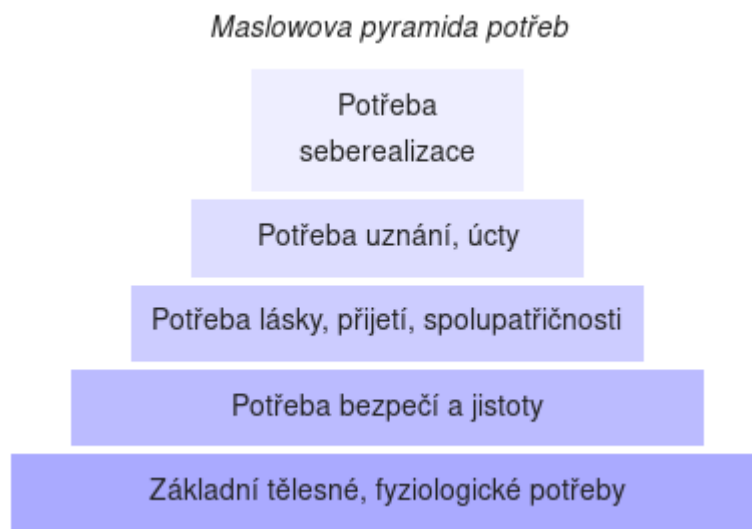 Maslowova pyramida potřeb
Potřeba
seberealizace
Potřeba uznání, úcty
Potřeba lásky, přijetí, spolupatřičnosti
Potřeba bezpečí a jistoty
Základní tělesné, fyziologické potřeby